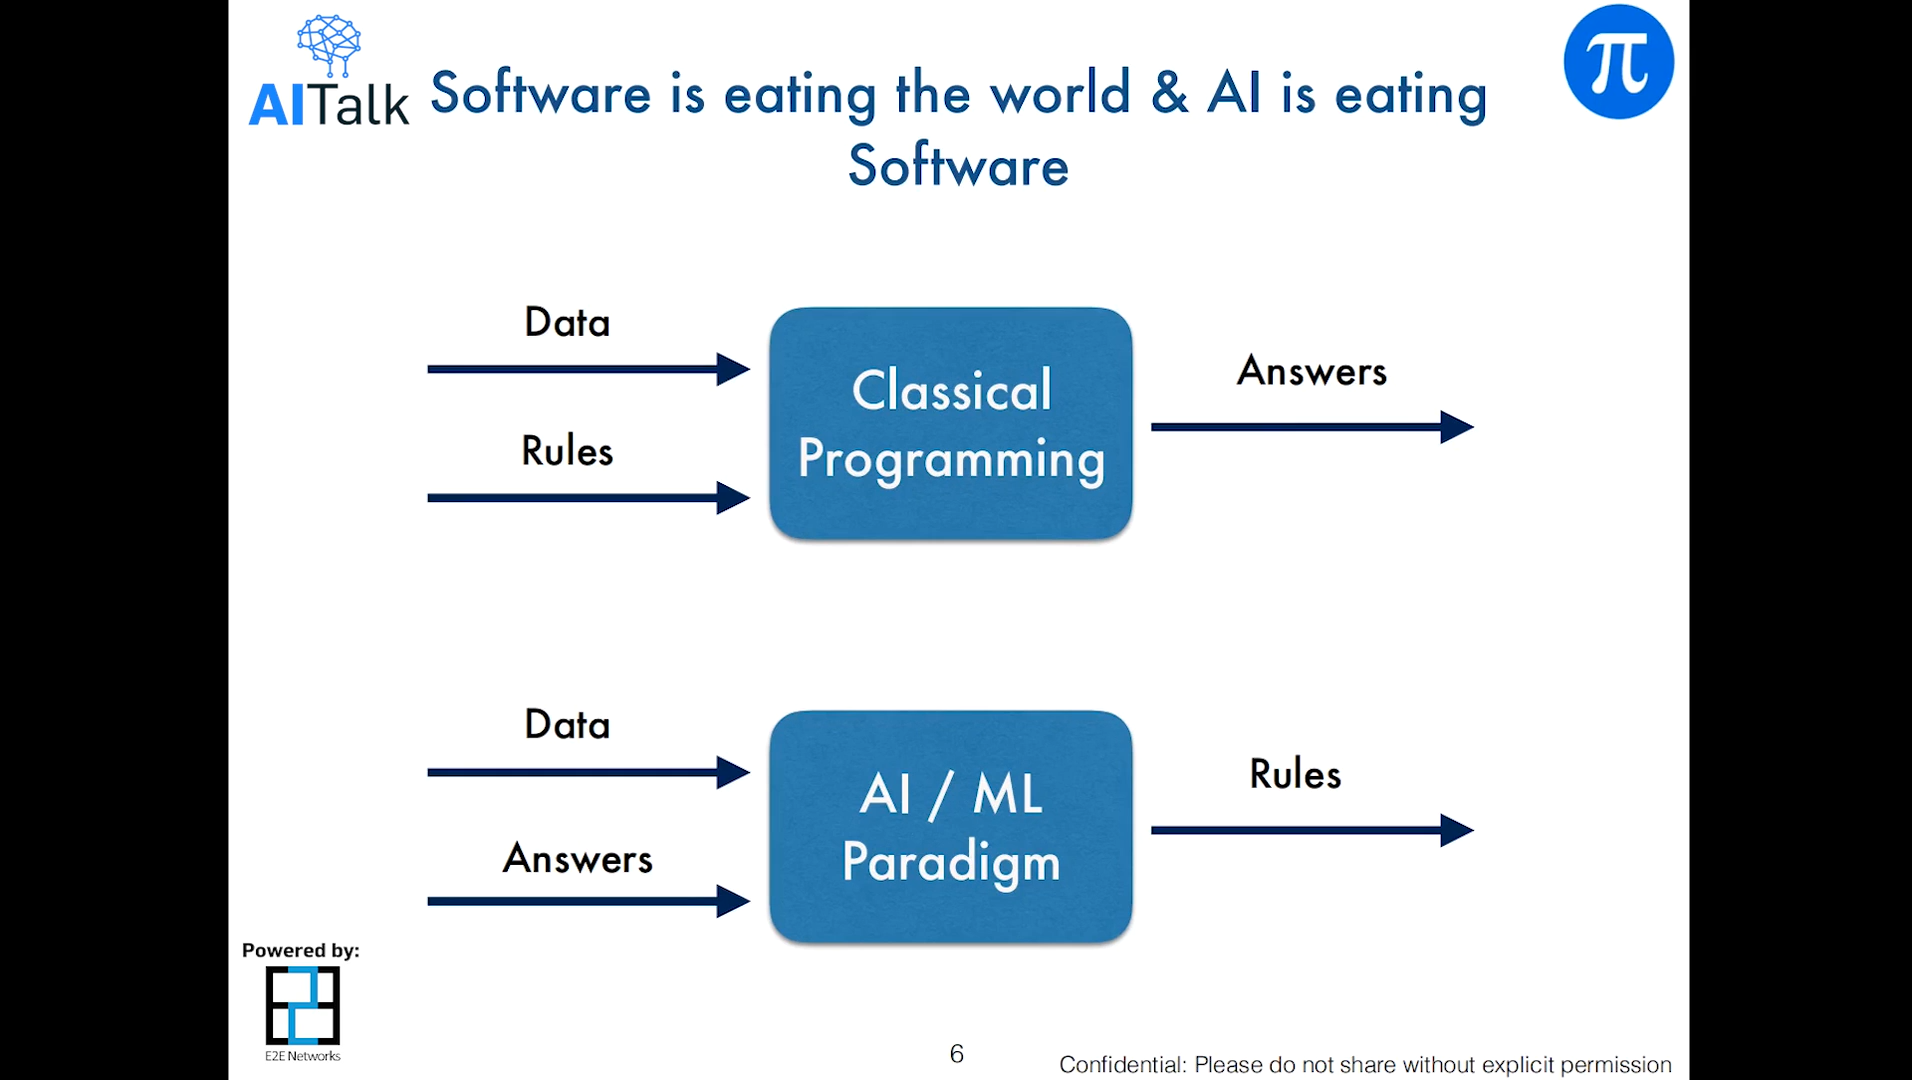 AITalk
π
Software is eating the world & AI is eating
Software
Data
Rules
Classical
Programming
Answers
Data
Answers
AI / ML
Paradigm
Rules
Powered by:
E2E Networks
6
Confidential: Please do not share without explicit permission